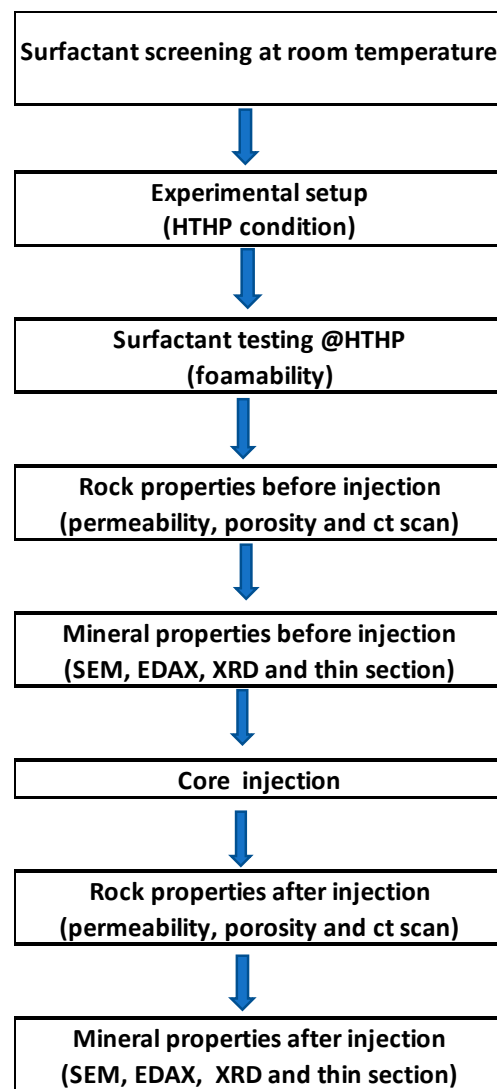 Surfactant screening at room temperature
Experimental setup
(HTHP condition)
Surfactant testing @HTHP
(foamability)
Rock properties before injection
(permeability, porosity and ct scan)
Mineral properties before injection
(SEM, EDAX, XRD and thin section)
Core injection
Rock properties after injection
(permeability, porosity and ct scan)
Mineral properties after injection
(SEM, EDAX, XRD and thin section)